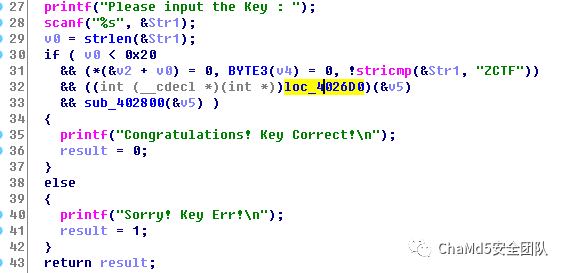 27 printf("Please input the Key : ");
28 scanf("%s", &Str1);
29 v0 = strlen(&Str1);
30 if ( v0 < 0x20
31 && (*(&v2 + v0) = 0, BYTE3(v4) = 0, !stricmp(&Str1, "ZCTF"))
32 && ((int (__cdecl *)(int *))loc_4026D0)(&v5)
33 && sub_402800(&v5) )
34 {
35 printf("Congratulations! Key Correct!\n");
36 result = 0;
37 }
38 else
39 {
40 printf("Sorry! Key Err!\n");
41 result = 1;
42 }
43 return result;
ChaMd5安全团队